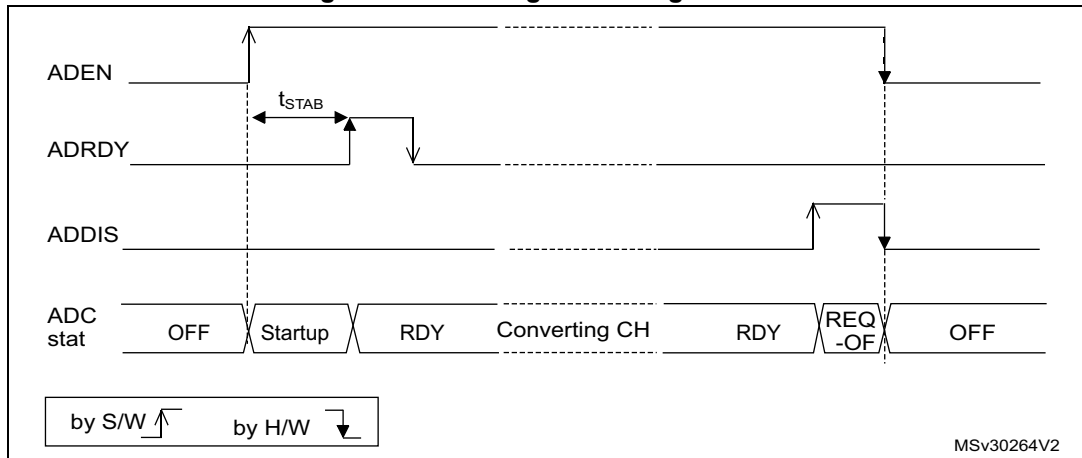 ADEN
tSTAB
ADRDY
ADDIS
ADC
stat
OFF
Startup
RDY
Converting CH
RDY
REQ
-OF
OFF
by S/W
by H/W
MSv30264V2